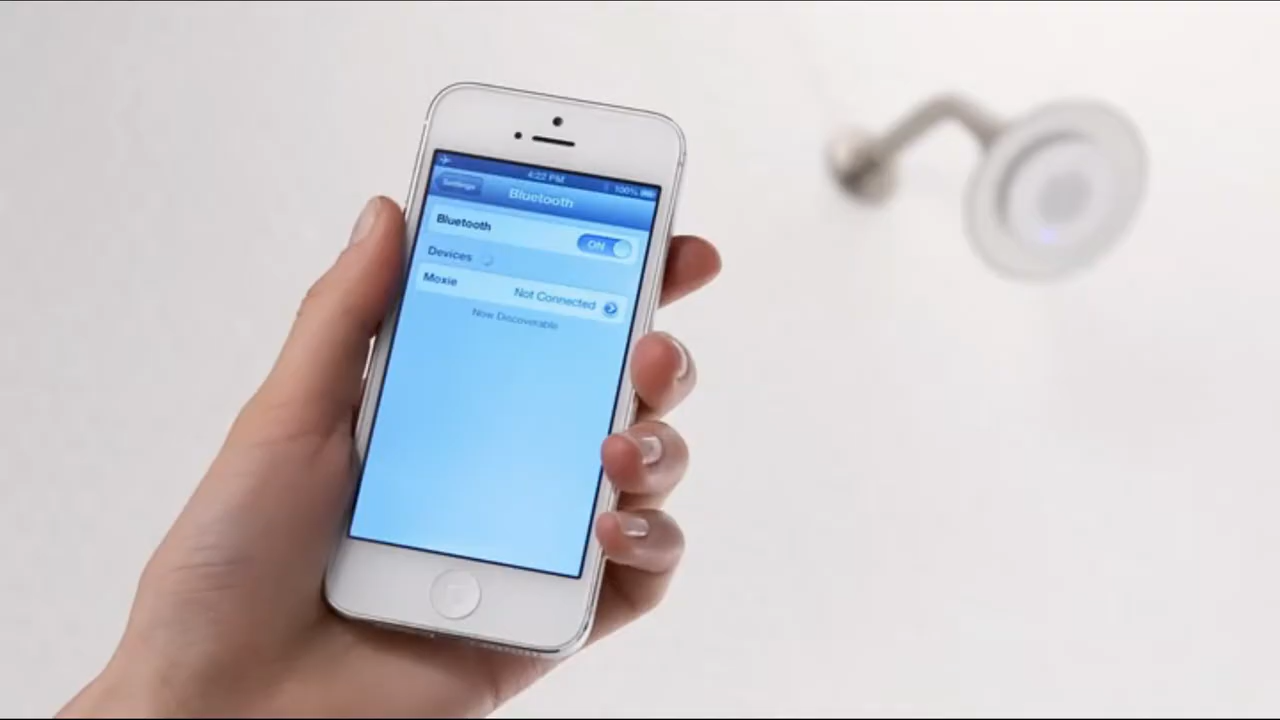 4:22 PM 100%
Settings Bluetooth
Bluetooth ON
Devices
Moxie Not Connected
Now Discoverable